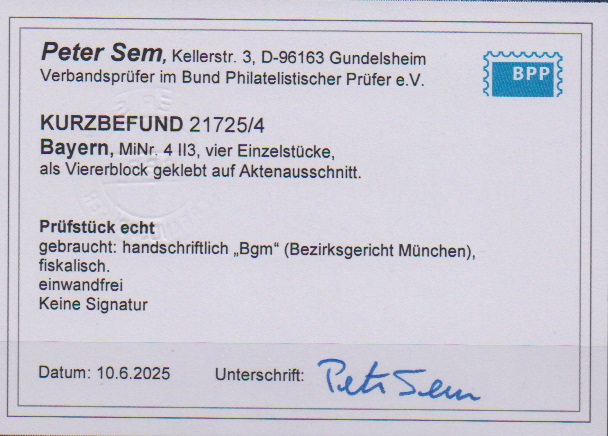 Peter Sem, Kellerstr. 3, D-96163 Gundelsheim
Verbandsprüfer im Bund Philatelistischer Prüfer e.V.
BPP
KURZBEFUND 21725/4
Bayern, MiNr. 4 II3, vier Einzelstücke,
als Viererblock geklebt auf Aktenausschnitt.
Prüfstück echt
gebraucht: handschriftlich „Bgm“ (Bezirksgericht München),
fiskalisch.
einwandfrei
Keine Signatur
Datum: 10.6.2025 Unterschrift: Petr Sem